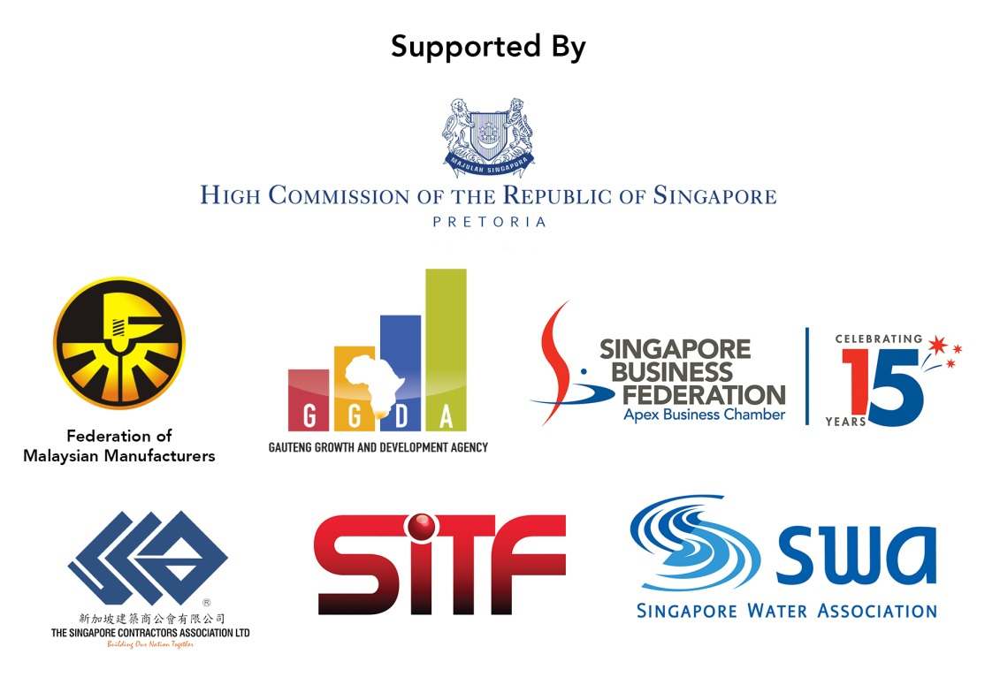 Supported By
MAJULAH SINGAPURA
HIGH COMMISSION OF THE REPUBLIC OF SINGAPORE
PRETORIA
Federation of
Malaysian Manufacturers
GGDA
GAUTENG GROWTH AND DEVELOPMENT AGENCY
SINGAPORE
BUSINESS
FEDERATION
Apex Business Chamber
CELEBRATING
15
YEARS
®
新加坡建築商公會有限公司
THE SINGAPORE CONTRACTORS ASSOCIATION LTD
Building Our Nation Together
SiTF
swa
SINGAPORE WATER ASSOCIATION